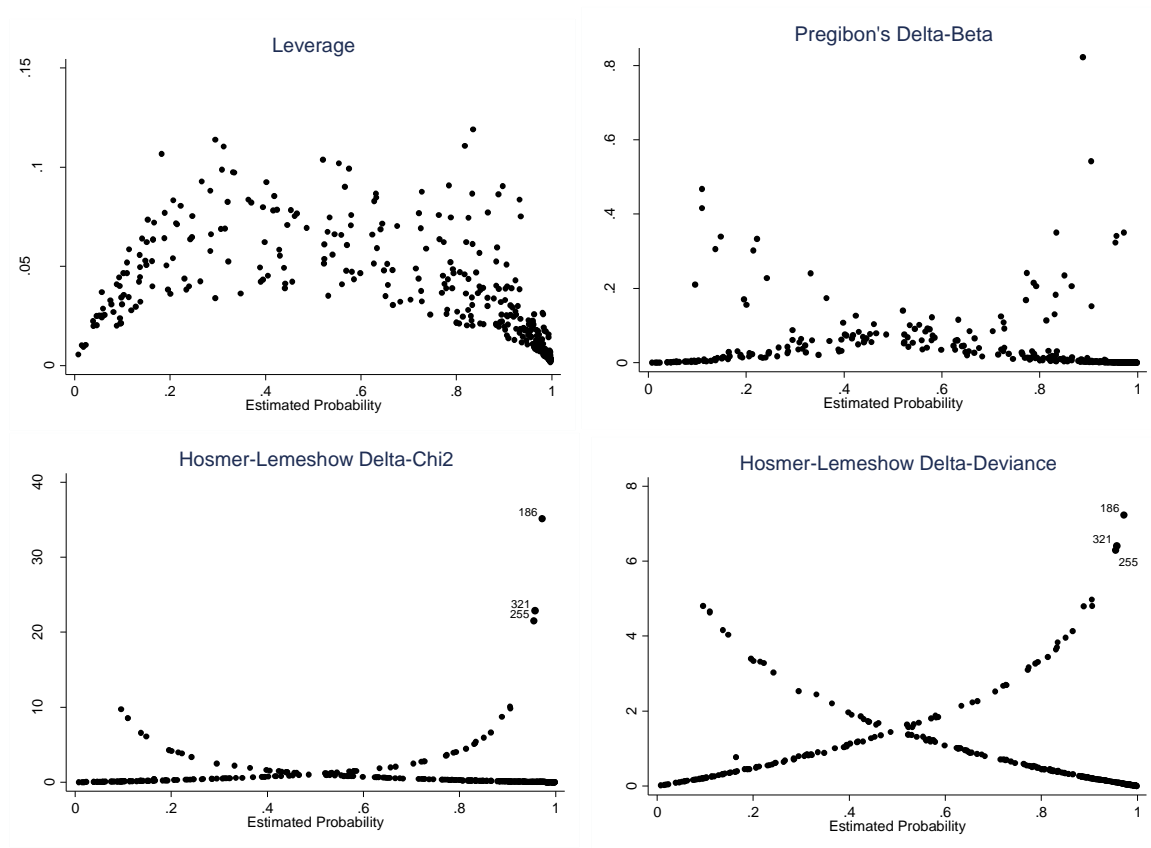 Leverage
.15
.1
.05
0
0 .2 .4 .6 .8 1
Estimated Probability
Pregibon's Delta-Beta
.8
.6
.4
.2
0
0 .2 .4 .6 .8 1
Estimated Probability
Hosmer-Lemeshow Delta-Chi2
40
30
20
10
0
186
321
255
0 .2 .4 .6 .8 1
Estimated Probability
Hosmer-Lemeshow Delta-Deviance
8
6
4
2
0
186
321
255
0 .2 .4 .6 .8 1
Estimated Probability